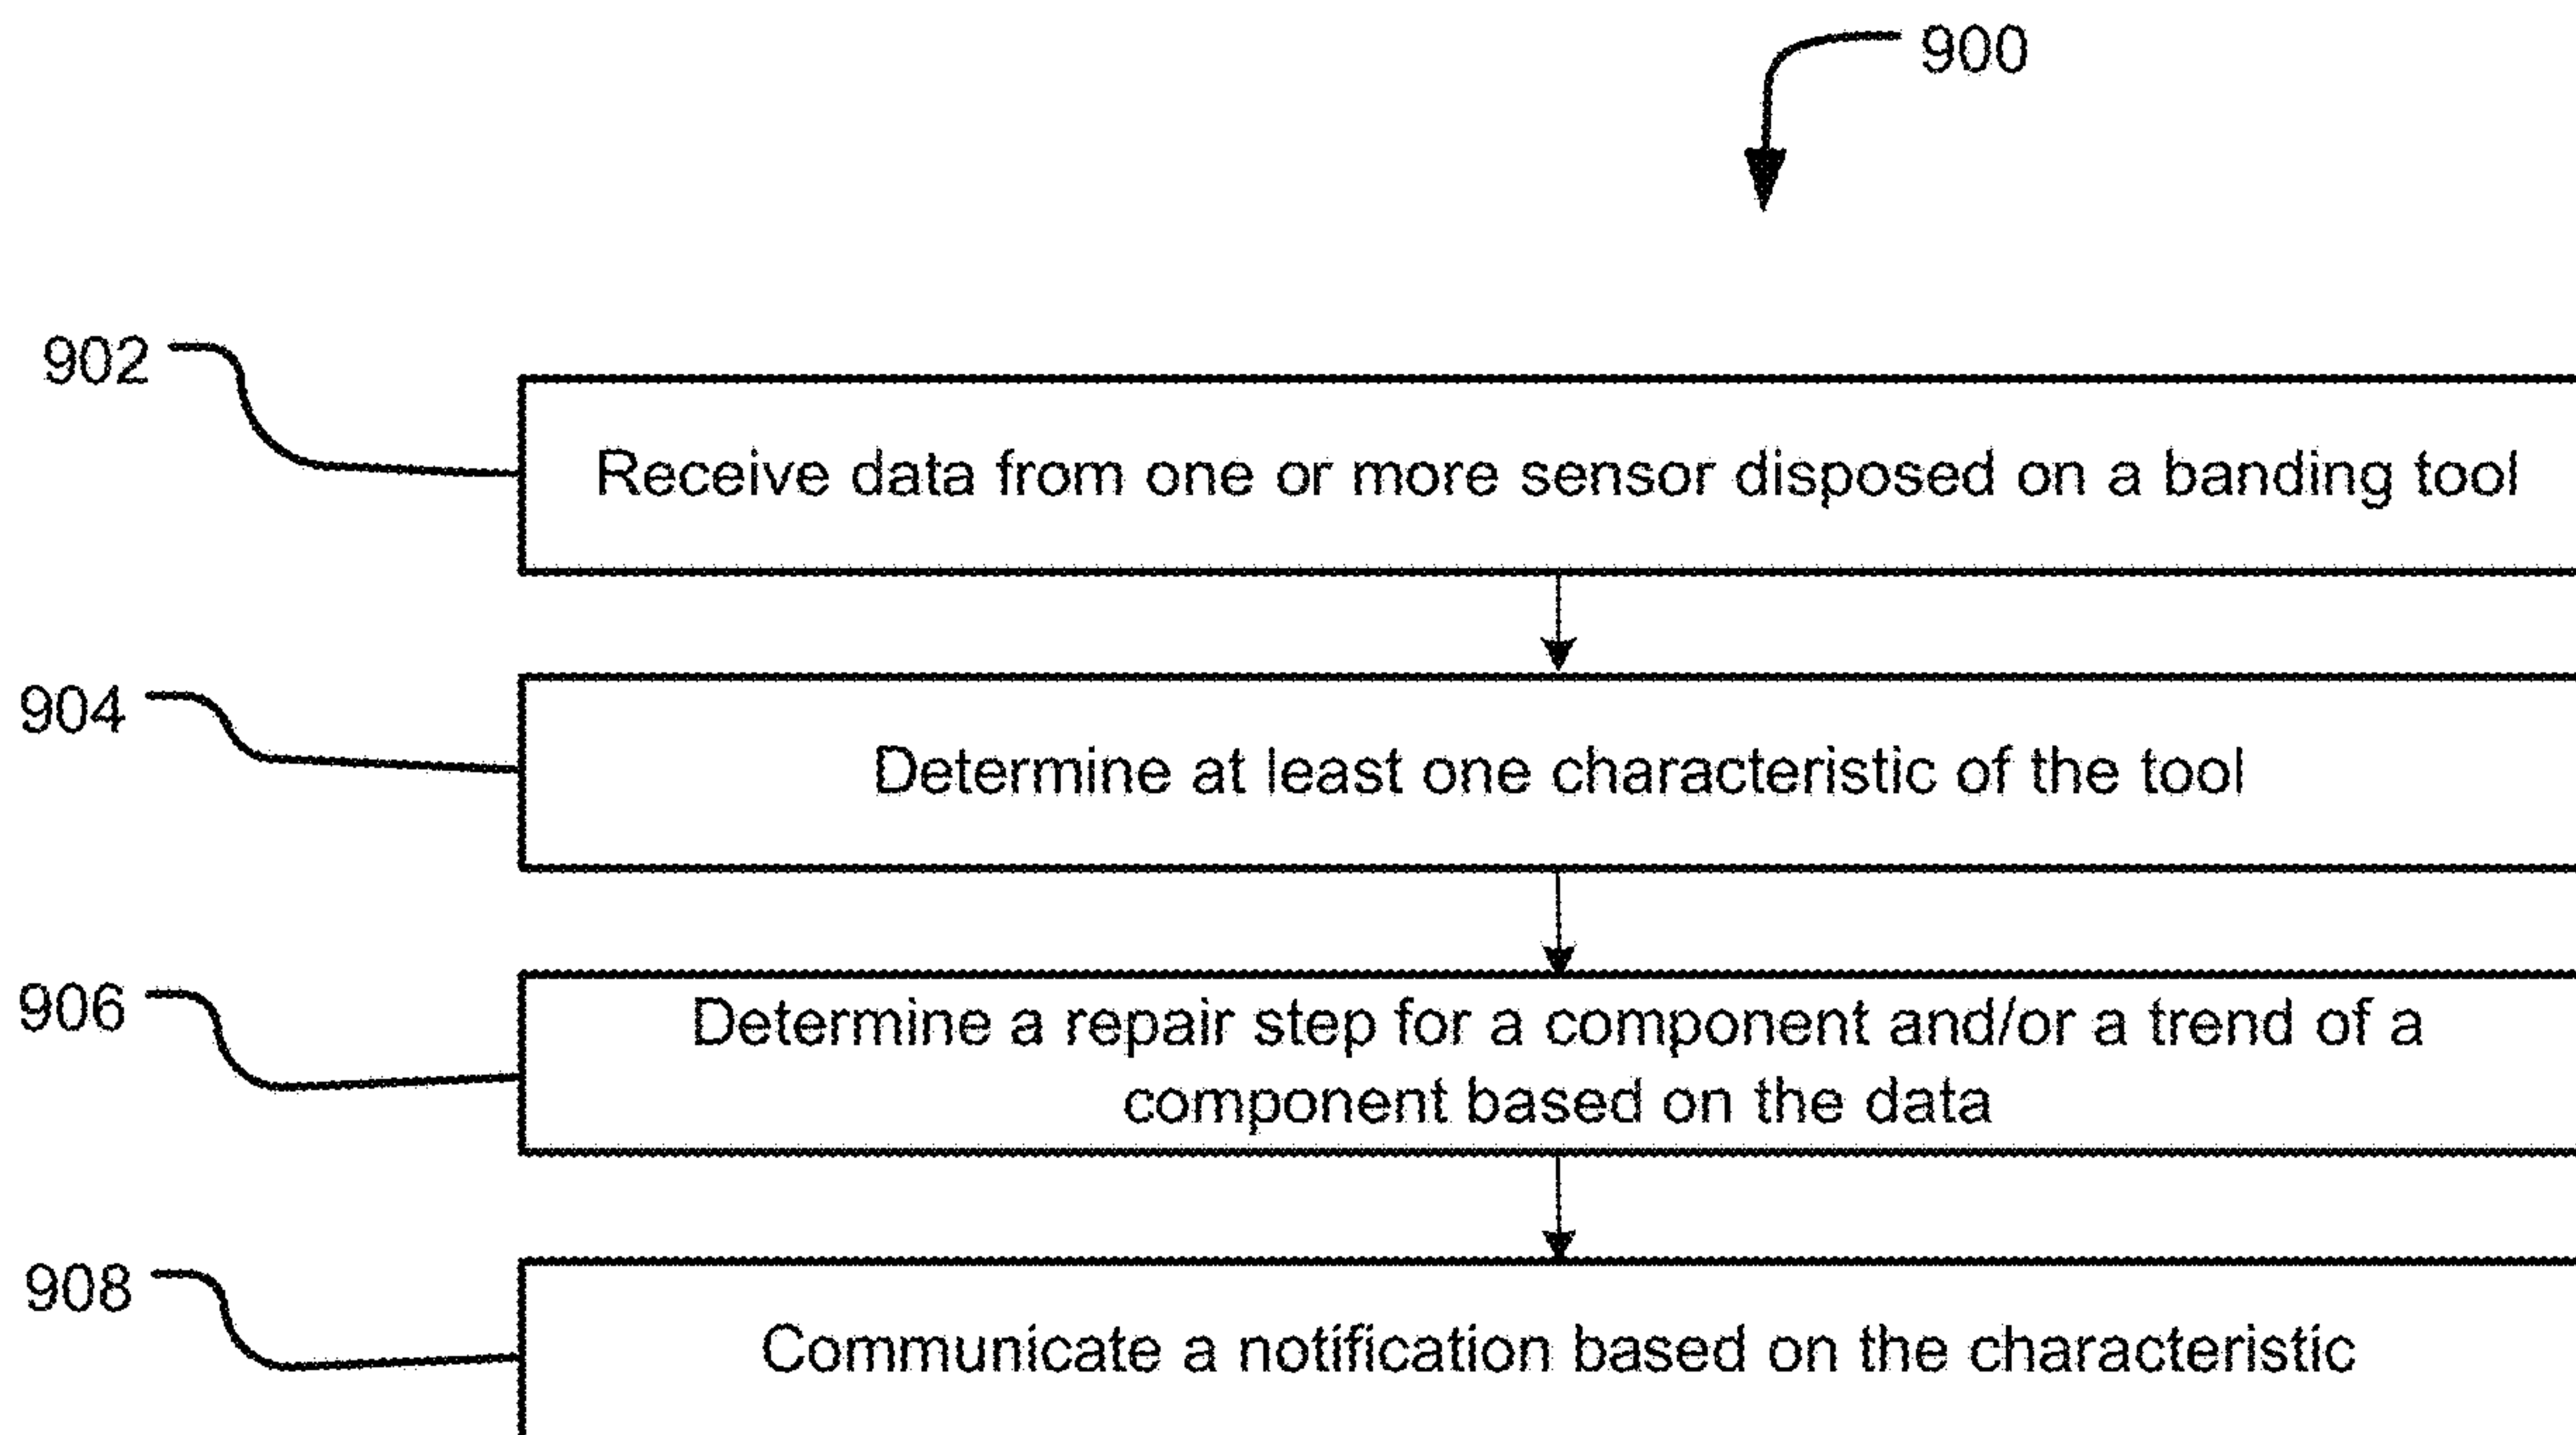 900
902
Receive data from one or more sensor disposed on a banding tool
904
Determine at least one characteristic of the tool
906
Determine a repair step for a component and/or a trend of a
component based on the data
908
Communicate a notification based on the characteristic